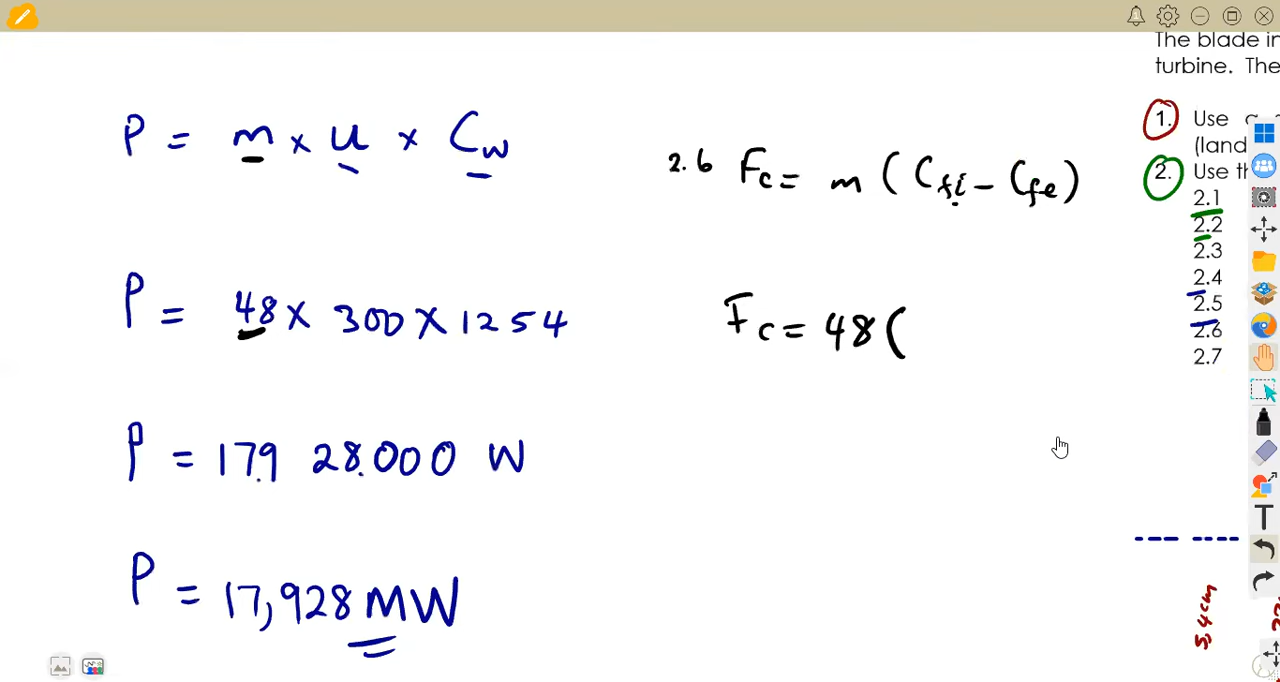 The blade in
turbine. The
1. Use a
(land
2. Use th
2.1
2.2
2.3
2.4
2.5
2.6
2.7
P = m × u × Cw
P = 48 × 300 × 1254
P = 179 28.000 W
P = 17,928 MW
2.6 Fc = m (Cfi - Cfe)
Fc = 48 (
5,4cm